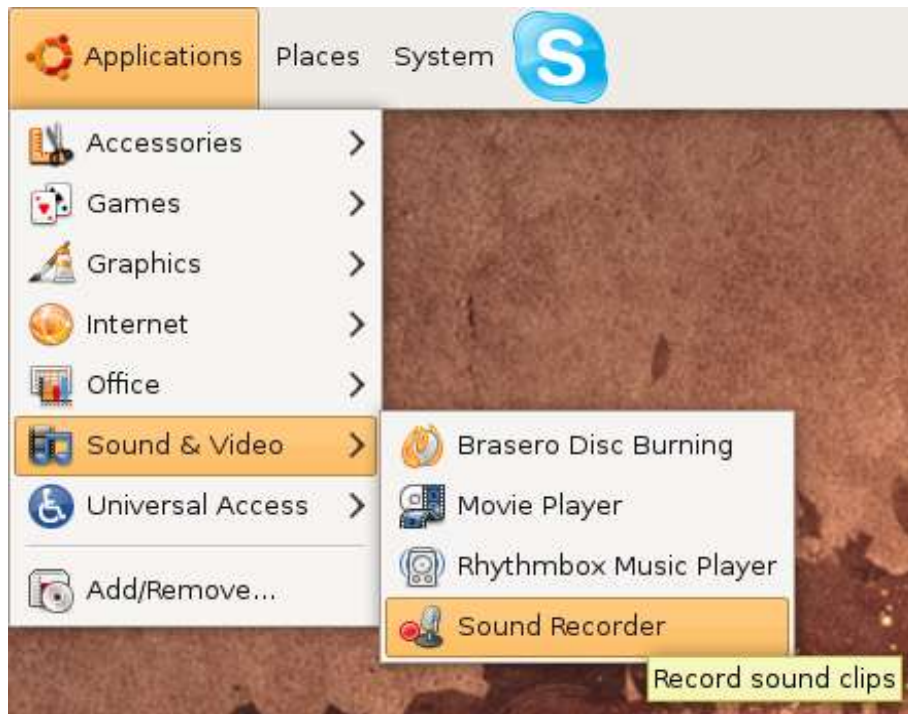 Applications Places System S
Accessories
Games
Graphics
Internet
Office
Sound & Video
Universal Access
Add/Remove...
Brasero Disc Burning
Movie Player
Rhythmbox Music Player
Sound Recorder
Record sound clips